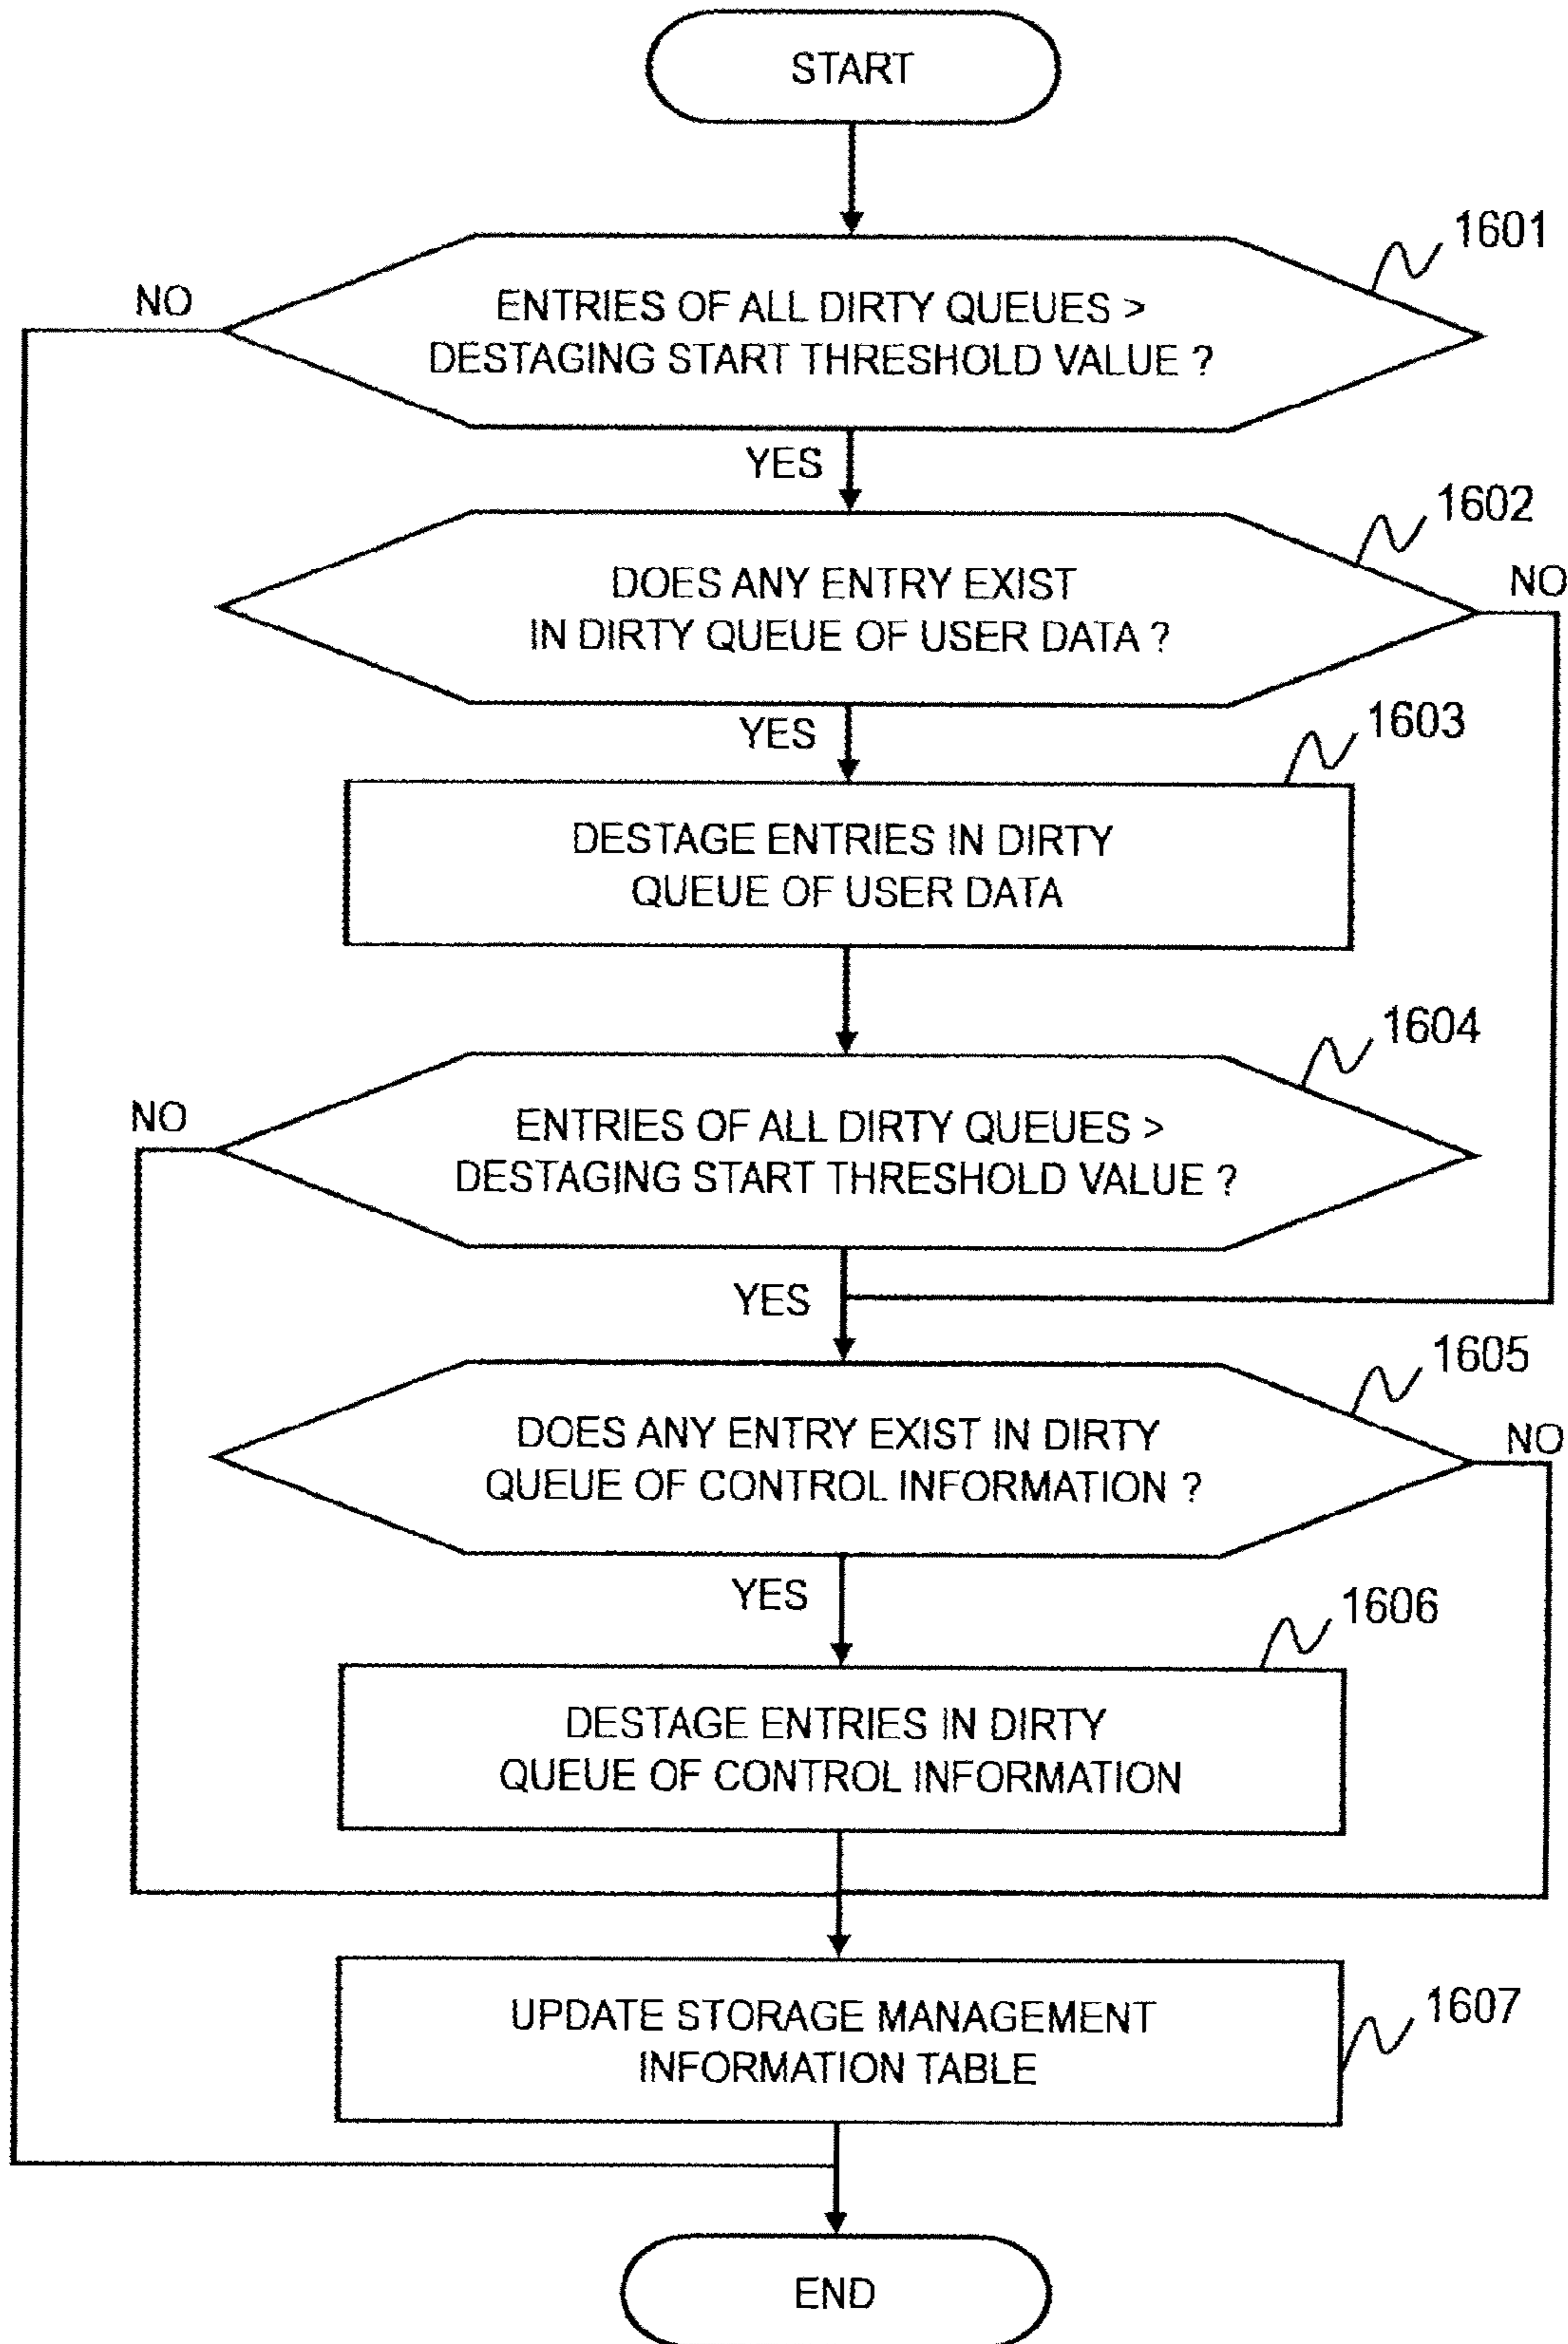 START
1601
NO
ENTRIES OF ALL DIRTY QUEUES >
DESTAGING START THRESHOLD VALUE ?
YES
1602
NO
DOES ANY ENTRY EXIST
IN DIRTY QUEUE OF USER DATA ?
YES
1603
DESTAGE ENTRIES IN DIRTY
QUEUE OF USER DATA
1604
NO
ENTRIES OF ALL DIRTY QUEUES >
DESTAGING START THRESHOLD VALUE ?
YES
1605
NO
DOES ANY ENTRY EXIST IN DIRTY
QUEUE OF CONTROL INFORMATION ?
YES
1606
DESTAGE ENTRIES IN DIRTY
QUEUE OF CONTROL INFORMATION
1607
UPDATE STORAGE MANAGEMENT
INFORMATION TABLE
END